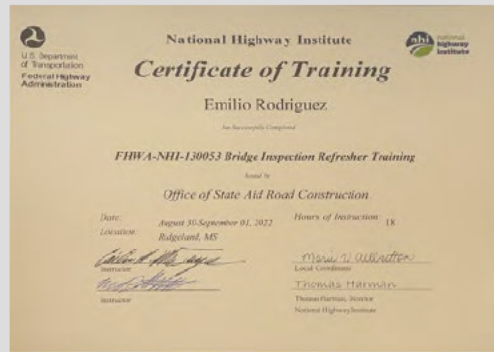 U.S. Department
of Transportation
Federal Highway
Administration
National Highway Institute
nhi national
highway
institute
Certificate of Training
Emilio Rodriguez
has Successfully Completed
FHWA-NHI-130053 Bridge Inspection Refresher Training
hosted by
Office of State Aid Road Construction
Date: August 30-September 01, 2022 Hours of Instruction: 18
Location: Ridgeland, MS
Instructor
Local Coordinator
Thomas Harman
Instructor
Thomas Harman, Director
National Highway Institute